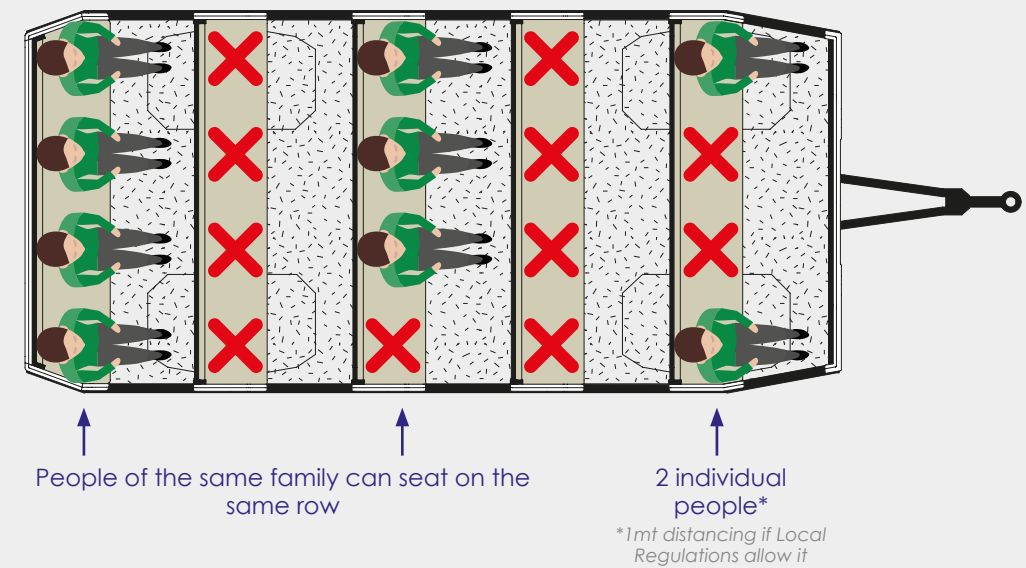 People of the same family can seat on the
same row
2 individual
people*
*1mt distancing if Local
Regulations allow it